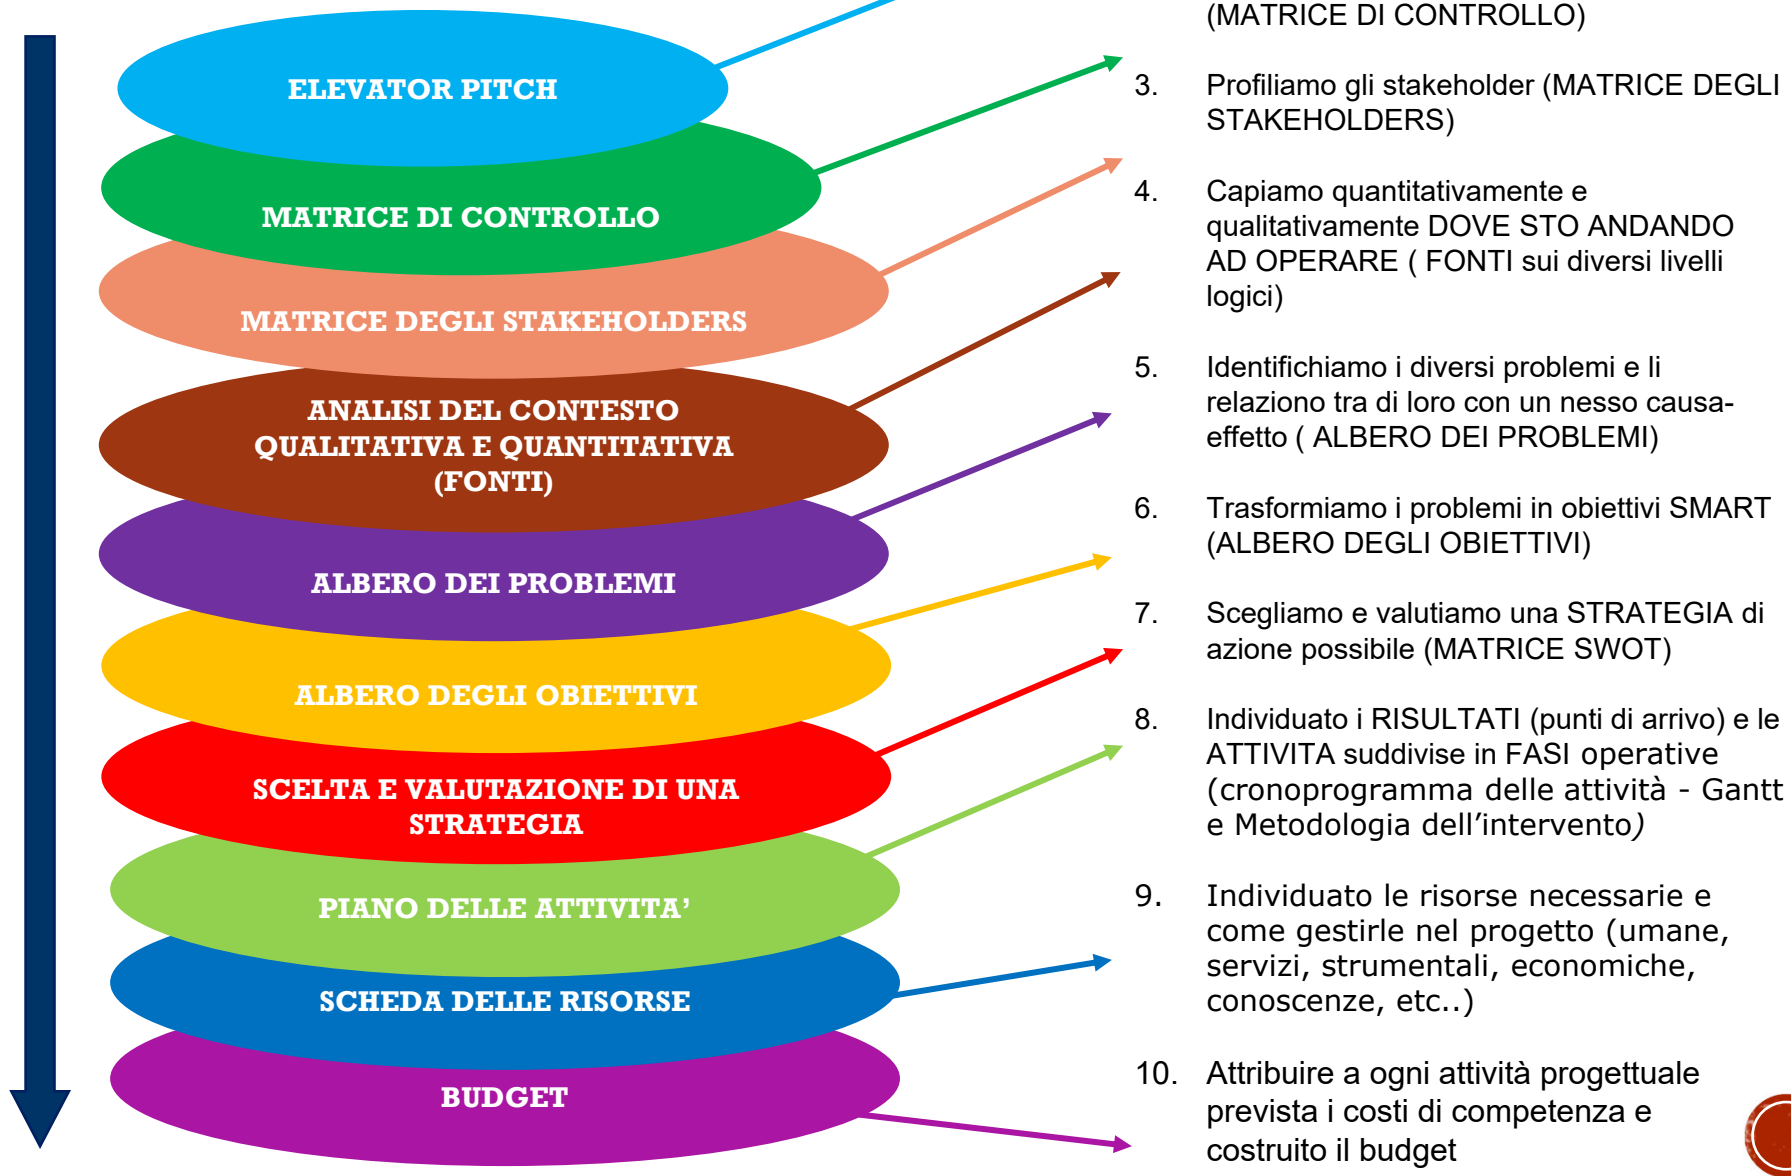 ELEVATOR PITCH
MATRICE DI CONTROLLO
MATRICE DEGLI STAKEHOLDERS
ANALISI DEL CONTESTO
QUALITATIVA E QUANTITATIVA
(FONTI)
ALBERO DEI PROBLEMI
ALBERO DEGLI OBIETTIVI
SCELTA E VALUTAZIONE DI UNA
STRATEGIA
PIANO DELLE ATTIVITA’
SCHEDA DELLE RISORSE
BUDGET
(MATRICE DI CONTROLLO)
3. Profiliamo gli stakeholder (MATRICE DEGLI
STAKEHOLDERS)
4. Capiamo quantitativamente e
qualitativamente DOVE STO ANDANDO
AD OPERARE ( FONTI sui diversi livelli
logici)
5. Identifichiamo i diversi problemi e li
relaziono tra di loro con un nesso causa-
effetto ( ALBERO DEI PROBLEMI)
6. Trasformiamo i problemi in obiettivi SMART
(ALBERO DEGLI OBIETTIVI)
7. Scegliamo e valutiamo una STRATEGIA di
azione possibile (MATRICE SWOT)
8. Individuato i RISULTATI (punti di arrivo) e le
ATTIVITA suddivise in FASI operative
(cronoprogramma delle attività - Gantt
e Metodologia dell’intervento)
9. Individuato le risorse necessarie e
come gestirle nel progetto (umane,
servizi, strumentali, economiche,
conoscenze, etc..)
10. Attribuire a ogni attività progettuale
prevista i costi di competenza e
costruito il budget